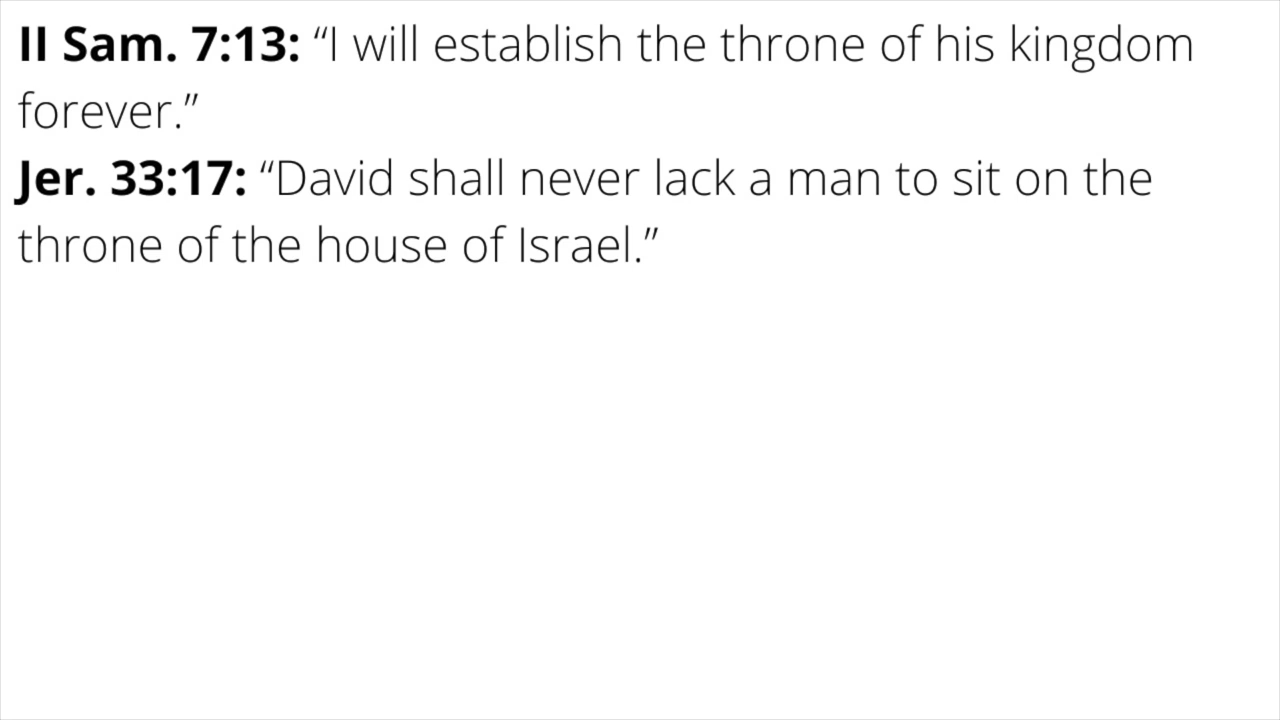 II Sam. 7:13: “I will establish the throne of his kingdom
forever.”
Jer. 33:17: “David shall never lack a man to sit on the
throne of the house of Israel.”